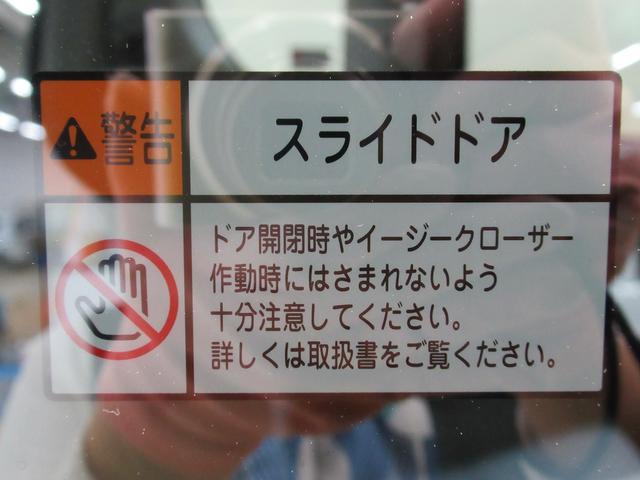 警告
スライドドア
ドア開閉時やイージークローザー
作動時にはさまれないよう
十分注意してください。
詳しくは取扱書をご覧ください。